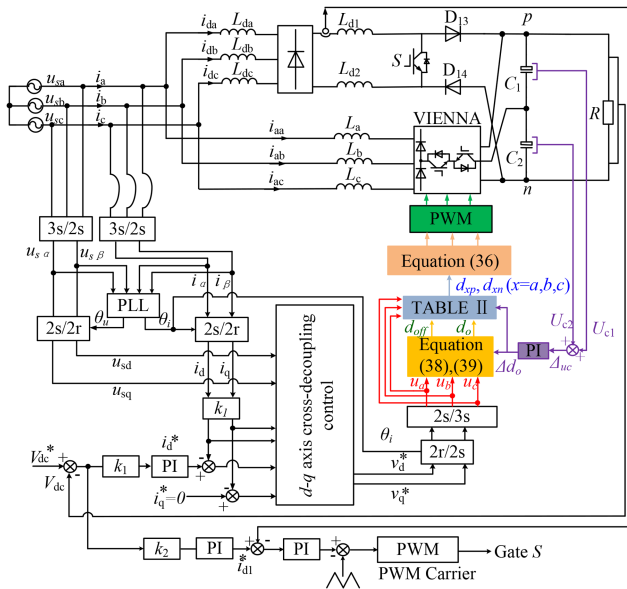 i_da L_da L_d1 D_13 p
i_db L_db S
i_dc L_dc L_d2 D_14 C_1
u_sa i_a
u_sb i_b
u_sc i_c
R
VIENNA
i_aa L_a
i_ab L_b C_2
i_ac L_c n
PWM
3s/2s 3s/2s
Equation (36)
u_sα u_sβ i_α i_β
d_xp, d_xn (x=a,b,c)
PLL
TABLE Ⅱ
θ_u θ_i
U_c2 U_c1
2s/2r 2s/2r
d_off d_o
Equation
(38),(39)
PI
+ +
-
u_sd
Δd_o Δ_uc
u_sq
i_d i_q
u_a u_b u_c
k_1
2s/3s
d-q axis cross-decoupling
control
θ_i
2r/2s
i_d*
v_d*
V_dc* + k_1 PI - +
V_dc -
i_q*=0 - +
v_q*
k_2 PI + - PI - + PWM Gate S
i_d1*
PWM Carrier